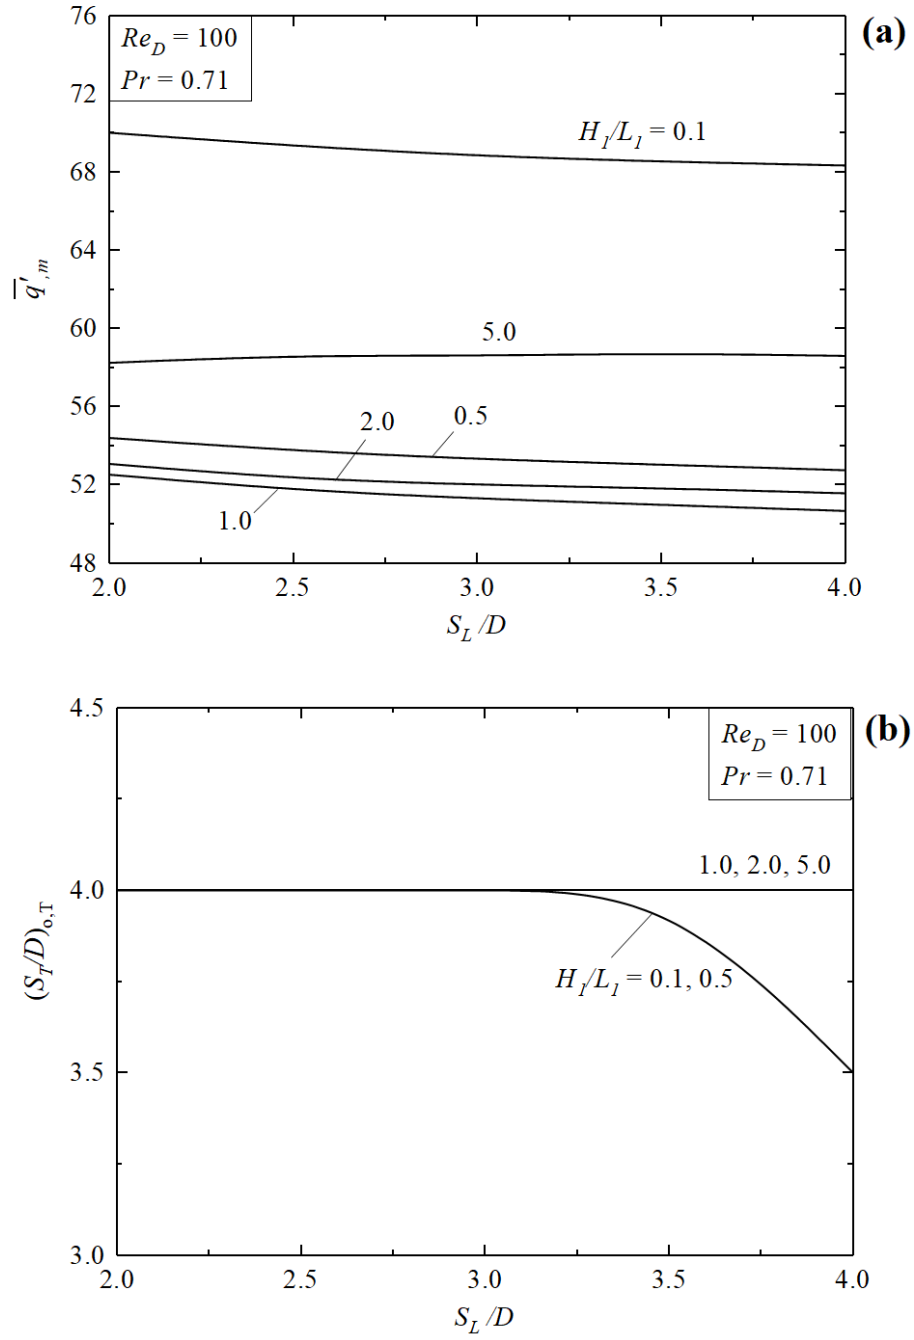 (a)
Re_D = 100
Pr = 0.71
76
72
68
64
60
56
52
48
H_1/L_1 = 0.1
5.0
2.0
0.5
1.0
q̅',m
2.0 2.5 3.0 3.5 4.0
S_L /D
(b)
Re_D = 100
Pr = 0.71
4.5
4.0
3.5
3.0
1.0, 2.0, 5.0
H_1/L_1 = 0.1, 0.5
(S_T/D)_o,T
2.0 2.5 3.0 3.5 4.0
S_L /D